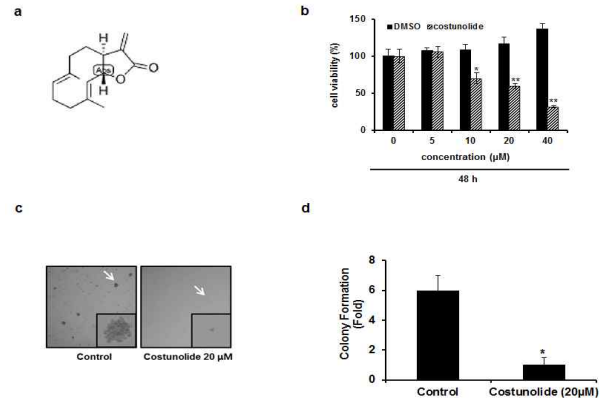 a
H
Abs
H
O
O
b
150
100
50
0
cell viability (%)
DMSO
costunolide
*
**
**
0 5 10 20 40
concentration (µM)
48 h
c
Control
Costunolide 20 µM
d
8
6
4
2
0
Colony Formation
(Fold)
*
Control
Costunolide (20µM)